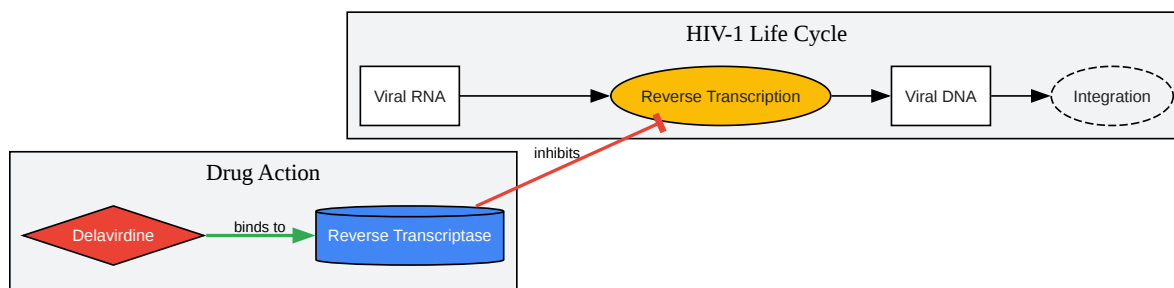 HIV-1 Life Cycle
Viral RNA
Reverse Transcription
Viral DNA
Integration
inhibits
Drug Action
Delavirdine
binds to
Reverse Transcriptase